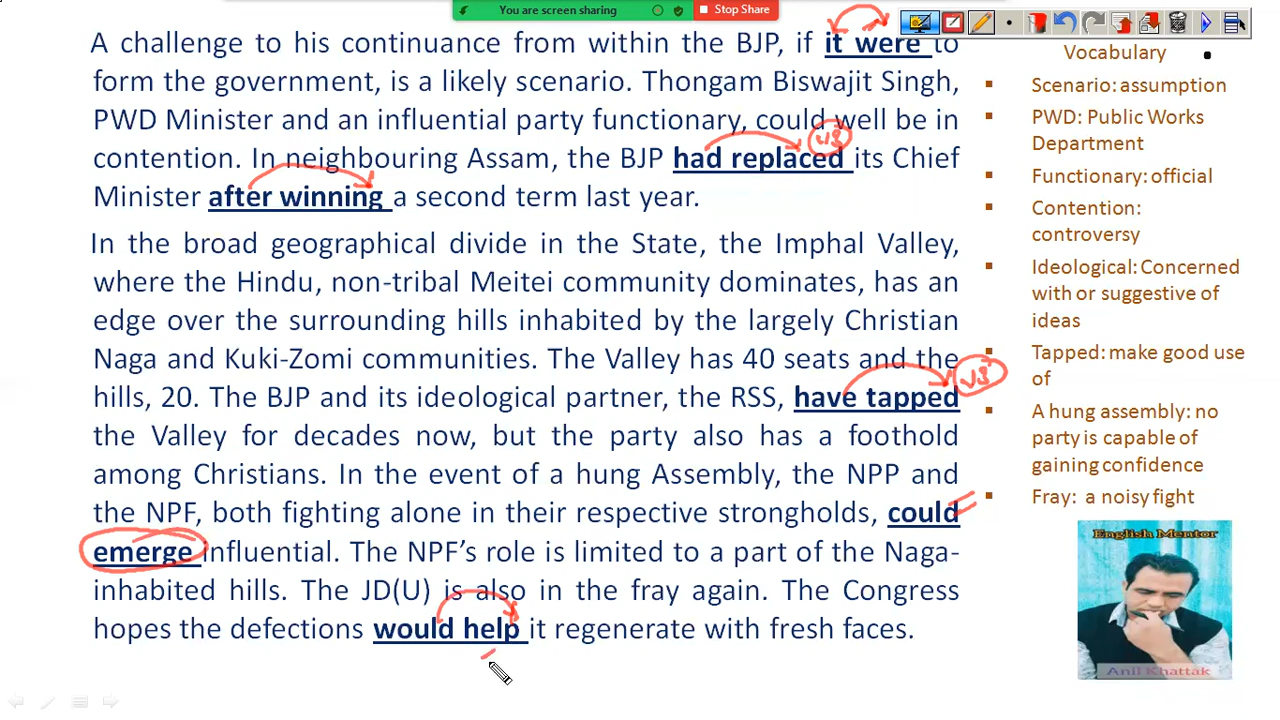 You are screen sharing
Stop Share
A challenge to his continuance from within the BJP, if it were to
form the government, is a likely scenario. Thongam Biswajit Singh,
PWD Minister and an influential party functionary, could well be in
contention. In neighbouring Assam, the BJP had replaced its Chief
Minister after winning a second term last year.
In the broad geographical divide in the State, the Imphal Valley,
where the Hindu, non-tribal Meitei community dominates, has an
edge over the surrounding hills inhabited by the largely Christian
Naga and Kuki-Zomi communities. The Valley has 40 seats and the
hills, 20. The BJP and its ideological partner, the RSS, have tapped
the Valley for decades now, but the party also has a foothold
among Christians. In the event of a hung Assembly, the NPP and
the NPF, both fighting alone in their respective strongholds, could
emerge influential. The NPF's role is limited to a part of the Naga-
inhabited hills. The JD(U) is also in the fray again. The Congress
hopes the defections would help it regenerate with fresh faces.
V3
V3
Vocabulary
Scenario: assumption
PWD: Public Works
Department
Functionary: official
Contention:
controversy
Ideological: Concerned
with or suggestive of
ideas
Tapped: make good use
of
A hung assembly: no
party is capable of
gaining confidence
Fray: a noisy fight
English Mentor
Anil Khattak